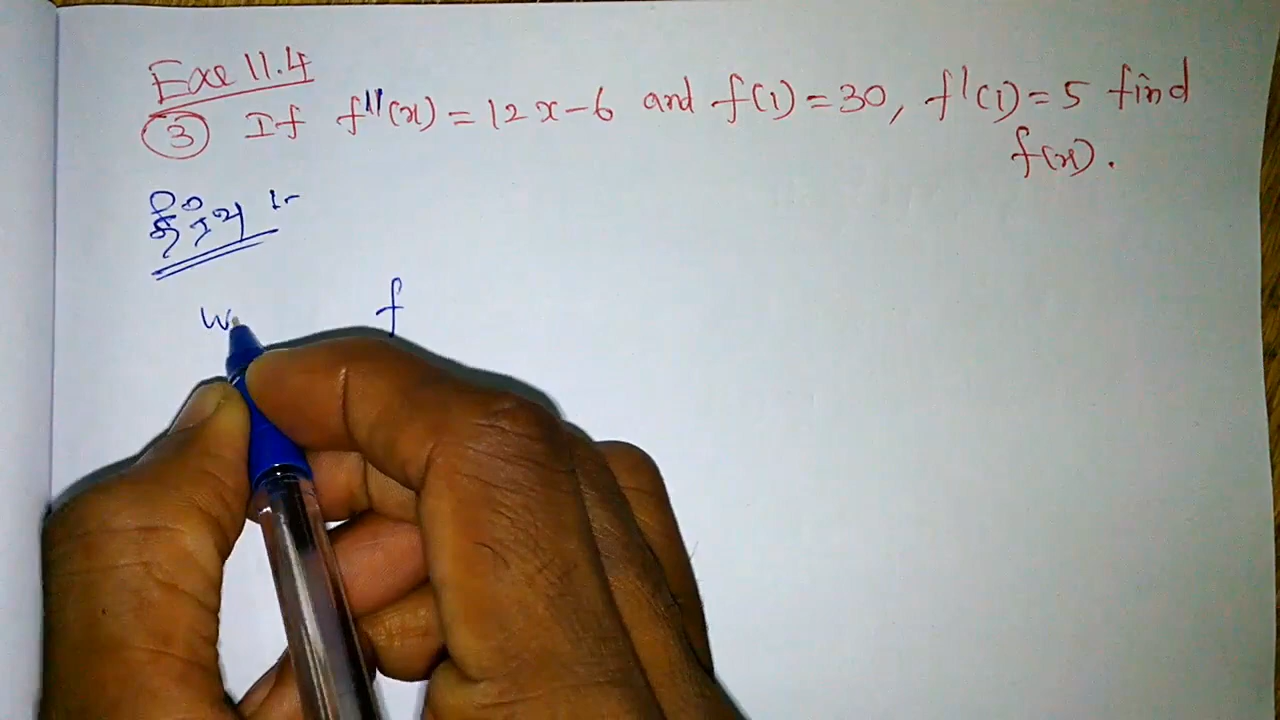 Exe 11.4
③ If f''(x) = 12x-6 and f(1) = 30, f'(1) = 5 find
f(x).
தீர்வு :-
w f